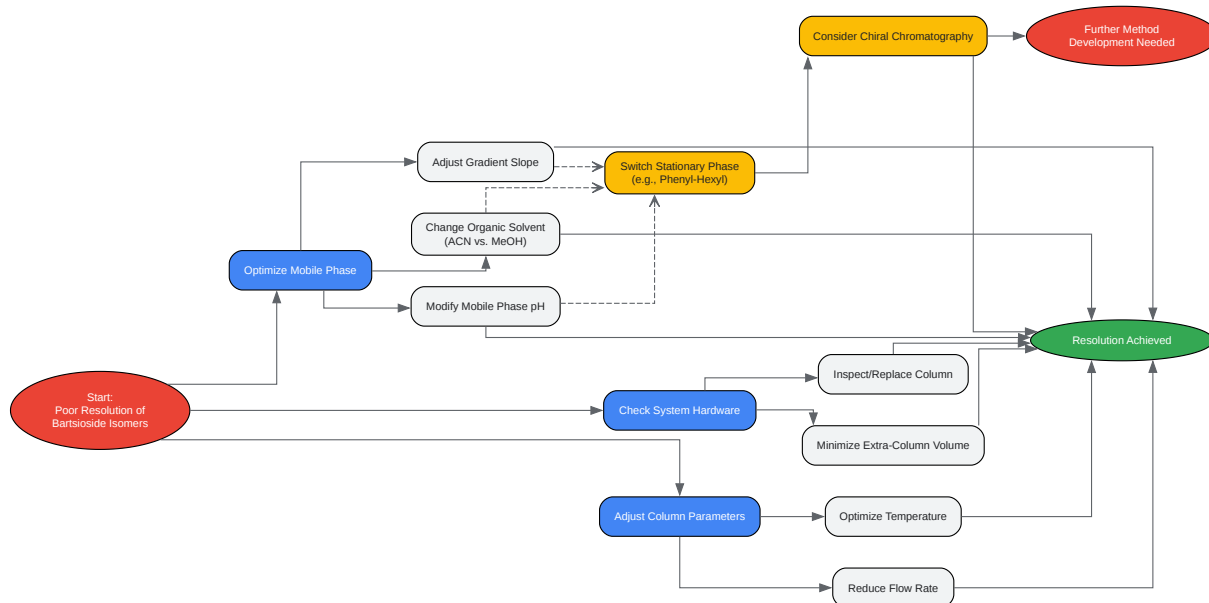 Consider Chiral Chromatography
Further Method
Development Needed
Adjust Gradient Slope
Switch Stationary Phase
(e.g., Phenyl-Hexyl)
Change Organic Solvent
(ACN vs. MeOH)
Optimize Mobile Phase
Modify Mobile Phase pH
Resolution Achieved
Inspect/Replace Column
Start:
Poor Resolution of
Bartsioside Isomers
Check System Hardware
Minimize Extra-Column Volume
Adjust Column Parameters
Optimize Temperature
Reduce Flow Rate